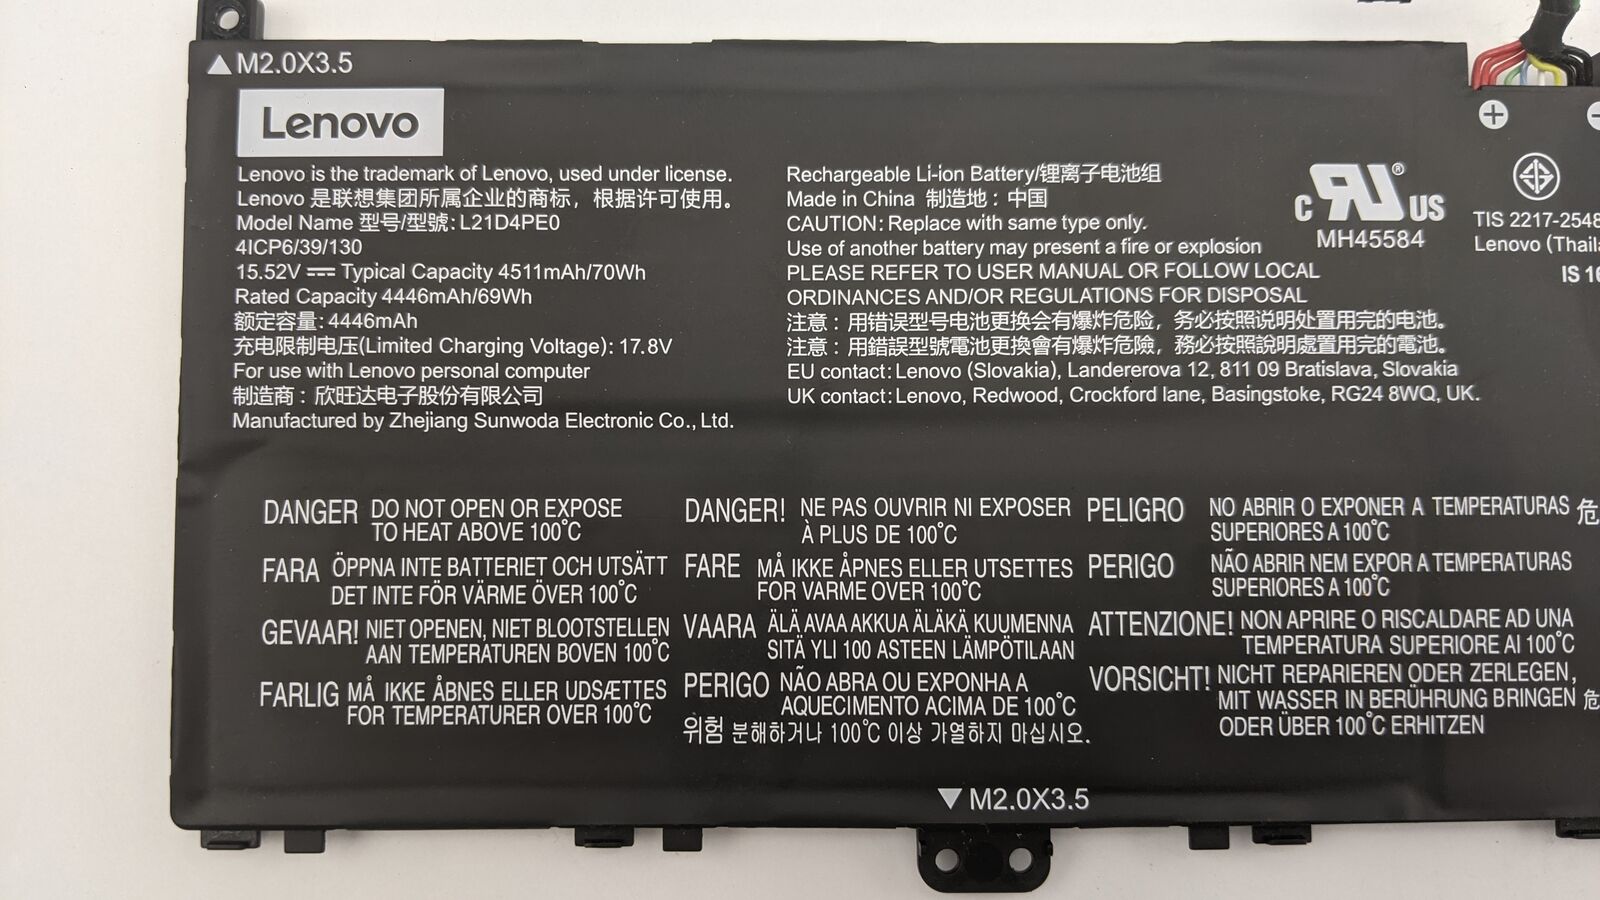 ▲ M2.0X3.5
Lenovo
Lenovo is the trademark of Lenovo, used under license.
Lenovo 是联想集团所属企业的商标，根据许可使用。
Model Name 型号/型號: L21D4PE0
4ICP6/39/130
15.52V ⎓ Typical Capacity 4511mAh/70Wh
Rated Capacity 4446mAh/69Wh
额定容量: 4446mAh
充电限制电压(Limited Charging Voltage): 17.8V
For use with Lenovo personal computer
制造商：欣旺达电子股份有限公司
Manufactured by Zhejiang Sunwoda Electronic Co., Ltd.
Rechargeable Li-ion Battery/锂离子电池组
Made in China 制造地: 中国
CAUTION: Replace with same type only.
Use of another battery may present a fire or explosion
PLEASE REFER TO USER MANUAL OR FOLLOW LOCAL
ORDINANCES AND/OR REGULATIONS FOR DISPOSAL
注意：用错误型号电池更换会有爆炸危险，务必按照说明处置用完的电池。
注意：用錯誤型號電池更換會有爆炸危險，務必按照說明處置用完的電池。
EU contact: Lenovo (Slovakia), Landererova 12, 811 09 Bratislava, Slovakia
UK contact: Lenovo, Redwood, Crockford lane, Basingstoke, RG24 8WQ, UK.
c RU® US
MH45584
+
TIS 2217-2548
Lenovo (Thaila
IS 16
DANGER DO NOT OPEN OR EXPOSE
TO HEAT ABOVE 100°C
FARA ÖPPNA INTE BATTERIET OCH UTSÄTT
DET INTE FÖR VÄRME ÖVER 100°C
GEVAAR! NIET OPENEN, NIET BLOOTSTELLEN
AAN TEMPERATUREN BOVEN 100°C
FARLIG MÅ IKKE ÅBNES ELLER UDSÆTTES
FOR TEMPERATURER OVER 100°C
DANGER! NE PAS OUVRIR NI EXPOSER
À PLUS DE 100°C
FARE MÅ IKKE ÅPNES ELLER UTSETTES
FOR VARME OVER 100°C
VAARA ÄLÄ AVAA AKKUA ÄLÄKÄ KUUMENNA
SITÄ YLI 100 ASTEEN LÄMPÖTILAAN
PERIGO NÃO ABRA OU EXPONHA A
AQUECIMENTO ACIMA DE 100°C
위험 분해하거나 100°C 이상 가열하지 마십시오.
PELIGRO NO ABRIR O EXPONER A TEMPERATURAS
SUPERIORES A 100°C
PERIGO NÃO ABRIR NEM EXPOR A TEMPERATURAS
SUPERIORES A 100°C
ATTENZIONE! NON APRIRE O RISCALDARE AD UNA
TEMPERATURA SUPERIORE AI 100°C
VORSICHT! NICHT REPARIEREN ODER ZERLEGEN,
MIT WASSER IN BERÜHRUNG BRINGEN
ODER ÜBER 100°C ERHITZEN
危
危
▼ M2.0X3.5